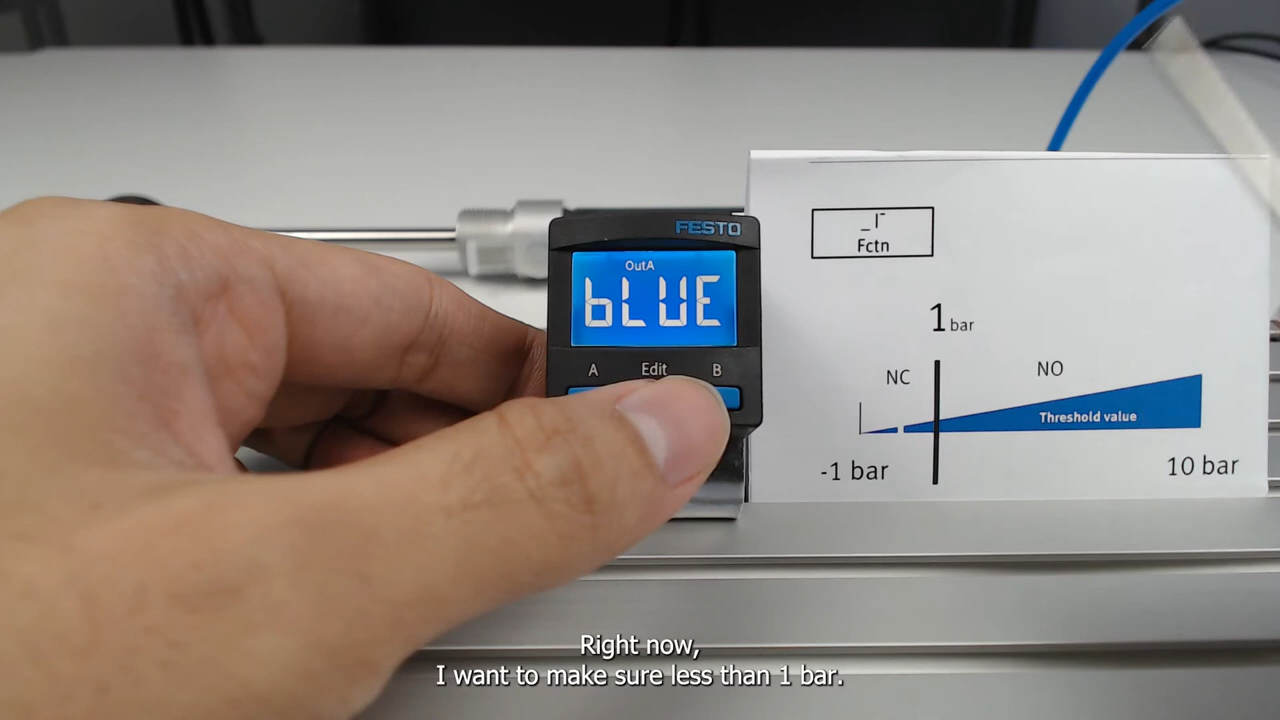 FESTO
OutA
bLUE
A Edit B
Fctn
1 bar
NC
NO
Threshold value
-1 bar
10 bar
Right now,
I want to make sure less than 1 bar.